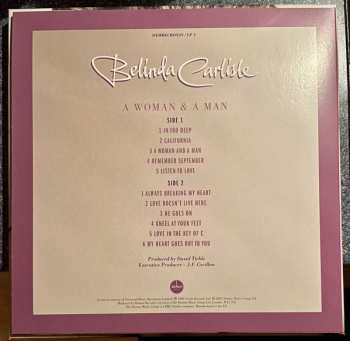 Belinda Carlisle
A WOMAN & A MAN
SIDE 1
1 IN TOO DEEP
2 CALIFORNIA
3 A WOMAN AND A MAN
4 REMEMBER SEPTEMBER
5 LISTEN TO LOVE
SIDE 2
1 ALWAYS BREAKING MY HEART
2 LOVE DOESN'T LIVE HERE
3 HE GOES ON
4 KNEEL AT YOUR FEET
5 LOVE IN THE KEY OF C
6 MY HEART GOES OUT TO YOU
Produced by David Tickle
Executive Producer - J.F. Cecillon